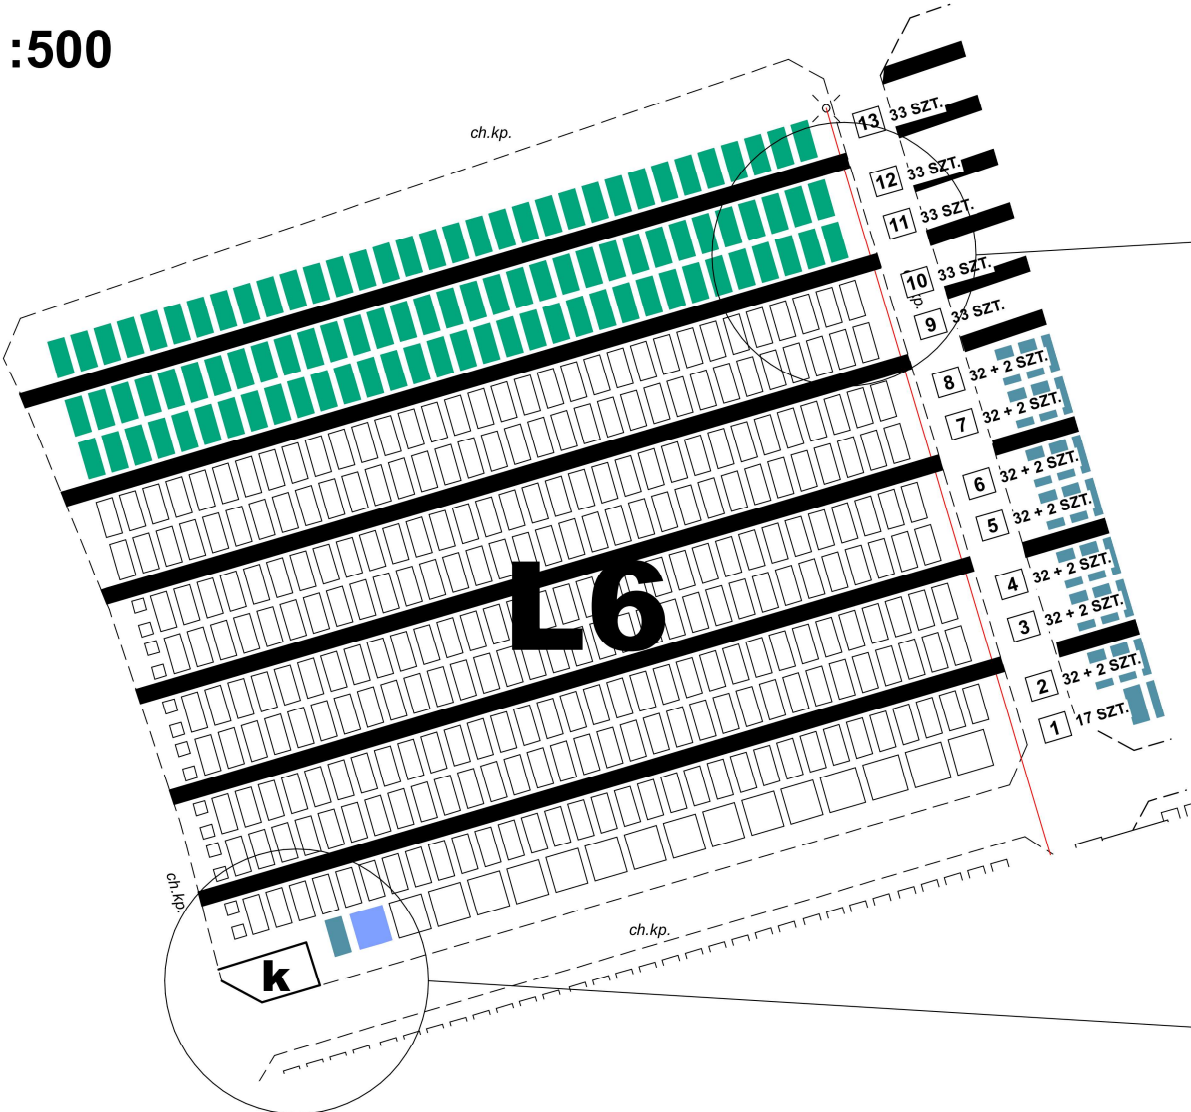 :500
ch.kp.
13 33 SZT.
12 33 SZT.
11 33 SZT.
10 33 SZT.
9 33 SZT.
8 32 + 2 SZT.
7 32 + 2 SZT.
6 32 + 2 SZT.
5 32 + 2 SZT.
L6
4 32 + 2 SZT.
3 32 + 2 SZT.
2 32 + 2 SZT.
1 17 SZT.
ch.kp.
ch.kp.
k